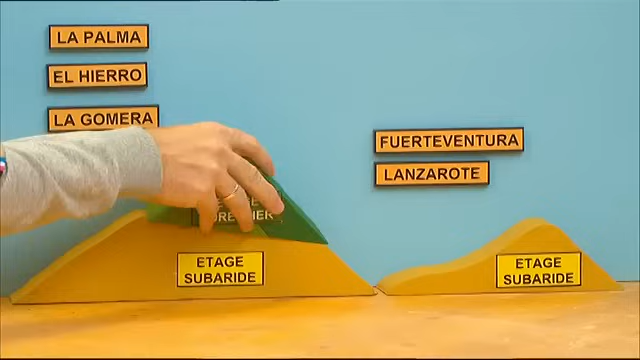 LA PALMA
EL HIERRO
LA GOMERA
FUERTEVENTURA
LANZAROTE
ETAGE
SUBARIDE
ETAGE
SUBARIDE